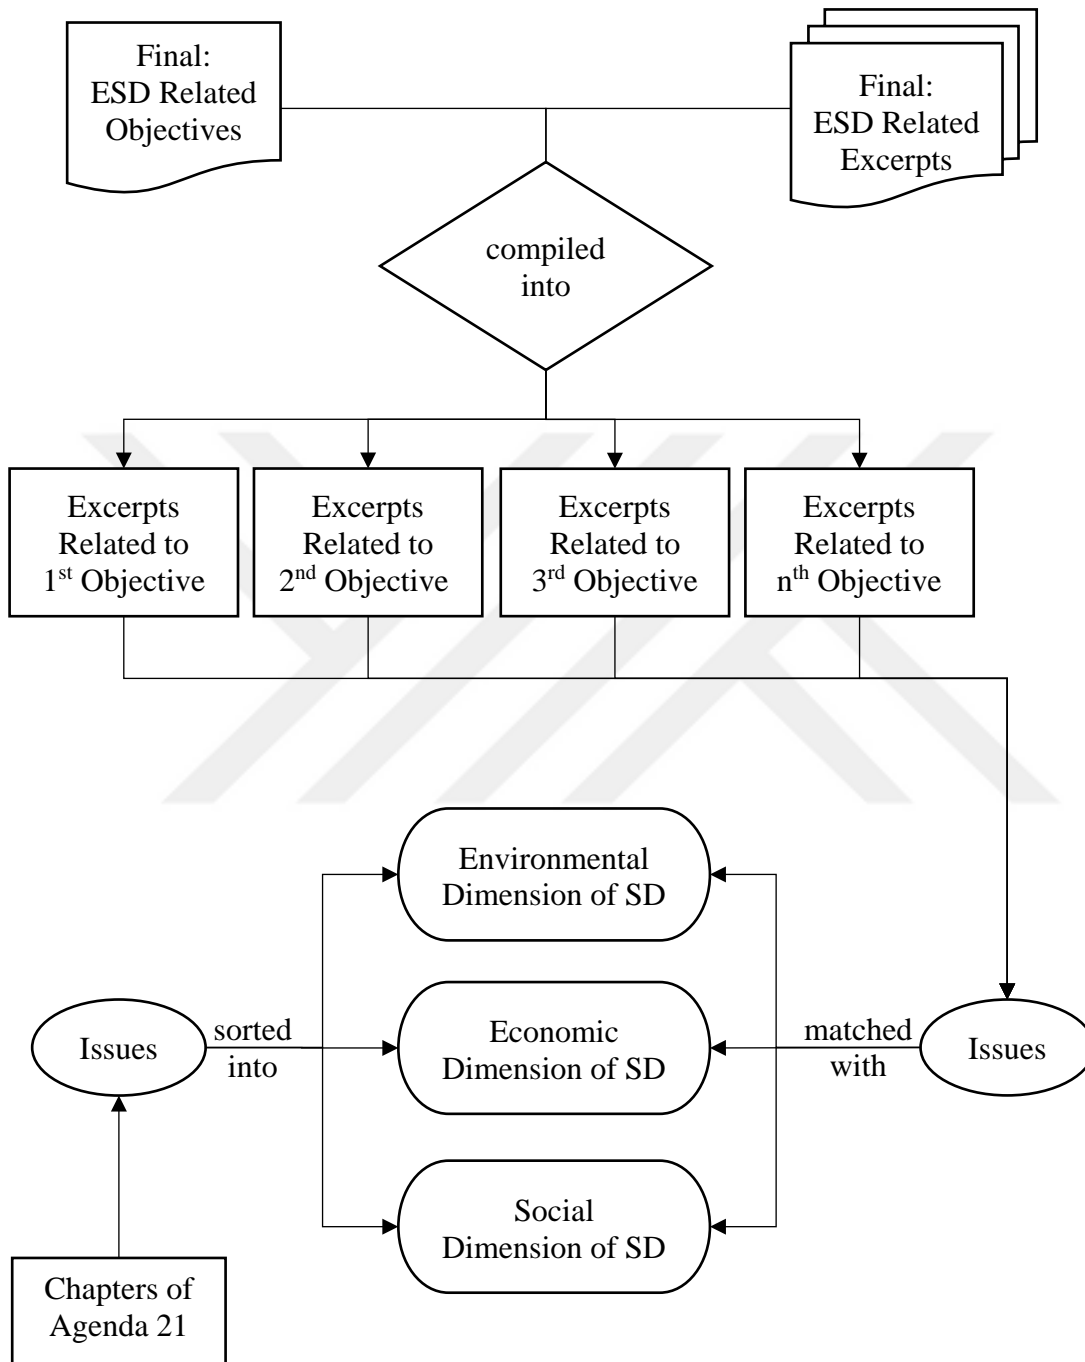 Final:
ESD Related
Objectives
Final:
ESD Related
Excerpts
compiled
into
Excerpts
Related to
1st Objective
Excerpts
Related to
2nd Objective
Excerpts
Related to
3rd Objective
Excerpts
Related to
nth Objective
Environmental
Dimension of SD
Issues
sorted
into
Economic
Dimension of SD
matched
with
Issues
Social
Dimension of SD
Chapters of
Agenda 21